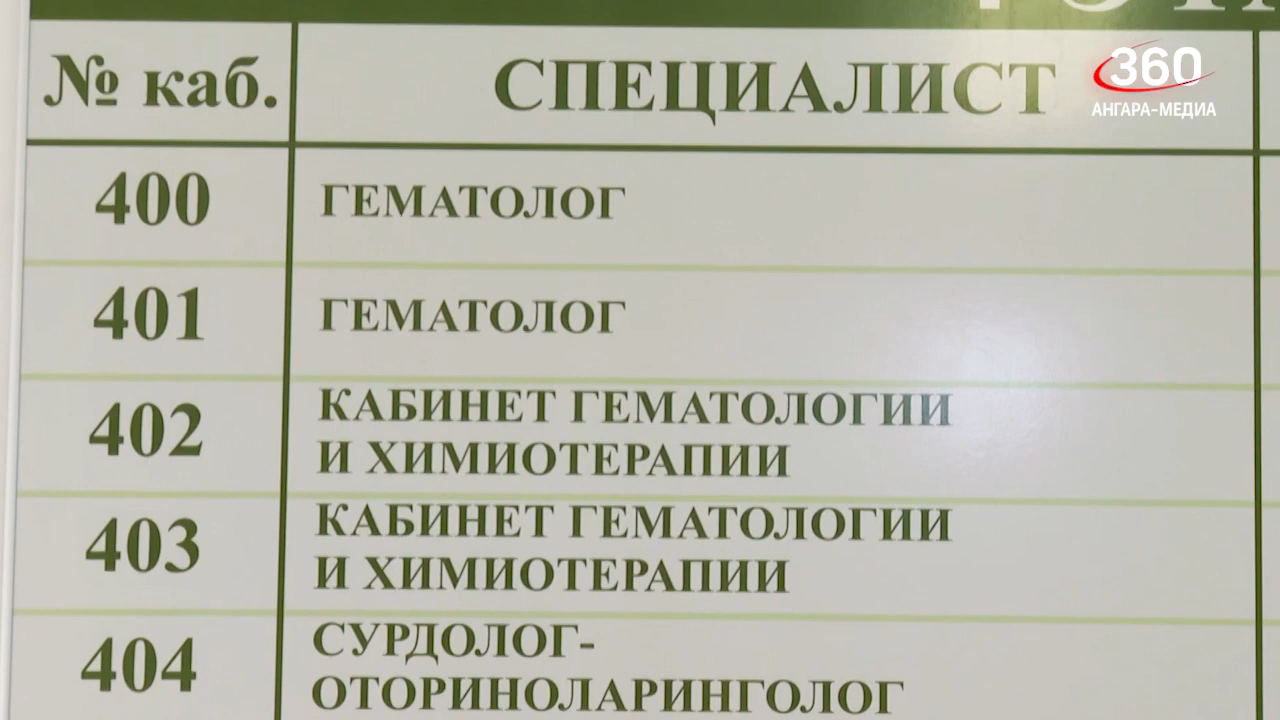 № каб. СПЕЦИАЛИСТ
360
АНГАРА-МЕДИА
400 ГЕМАТОЛОГ
401 ГЕМАТОЛОГ
402 КАБИНЕТ ГЕМАТОЛОГИИ
И ХИМИОТЕРАПИИ
403 КАБИНЕТ ГЕМАТОЛОГИИ
И ХИМИОТЕРАПИИ
404 СУРДОЛОГ-
ОТОРИНОЛАРИНГОЛОГ